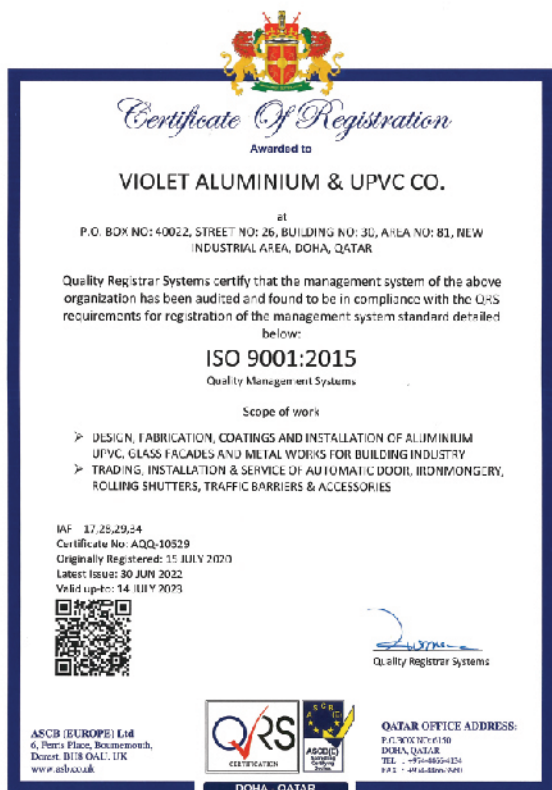 Certificate Of Registration
Awarded to
VIOLET ALUMINIUM & UPVC CO.
at
P.O. BOX NO: 40022, STREET NO: 26, BUILDING NO: 30, AREA NO: 81, NEW
INDUSTRIAL AREA, DOHA, QATAR
Quality Registrar Systems certify that the management system of the above
organization has been audited and found to be in compliance with the QRS
requirements for registration of the management system standard detailed
below:
ISO 9001:2015
Quality Management Systems
Scope of work
➢ DESIGN, FABRICATION, COATINGS AND INSTALLATION OF ALUMINIUM
UPVC, GLASS FACADES AND METAL WORKS FOR BUILDING INDUSTRY
➢ TRADING, INSTALLATION & SERVICE OF AUTOMATIC DOOR, IRONMONGERY,
ROLLING SHUTTERS, TRAFFIC BARRIERS & ACCESSORIES
IAF 17,28,29,34
Certificate No: AQQ-10529
Originally Registered: 15 JULY 2020
Latest Issue: 30 JUN 2022
Valid up-to: 14 JULY 2023
Quality Registrar Systems
QRS
CERTIFICATION
ASCB(E)
ASCB (EUROPE) Ltd
6, Place, Bournemouth,
Dorset, UK
DOHA - QATAR
QATAR OFFICE ADDRESS:
P.O.BOX NO: 6150
DOHA, QATAR
TEL :
FAX :